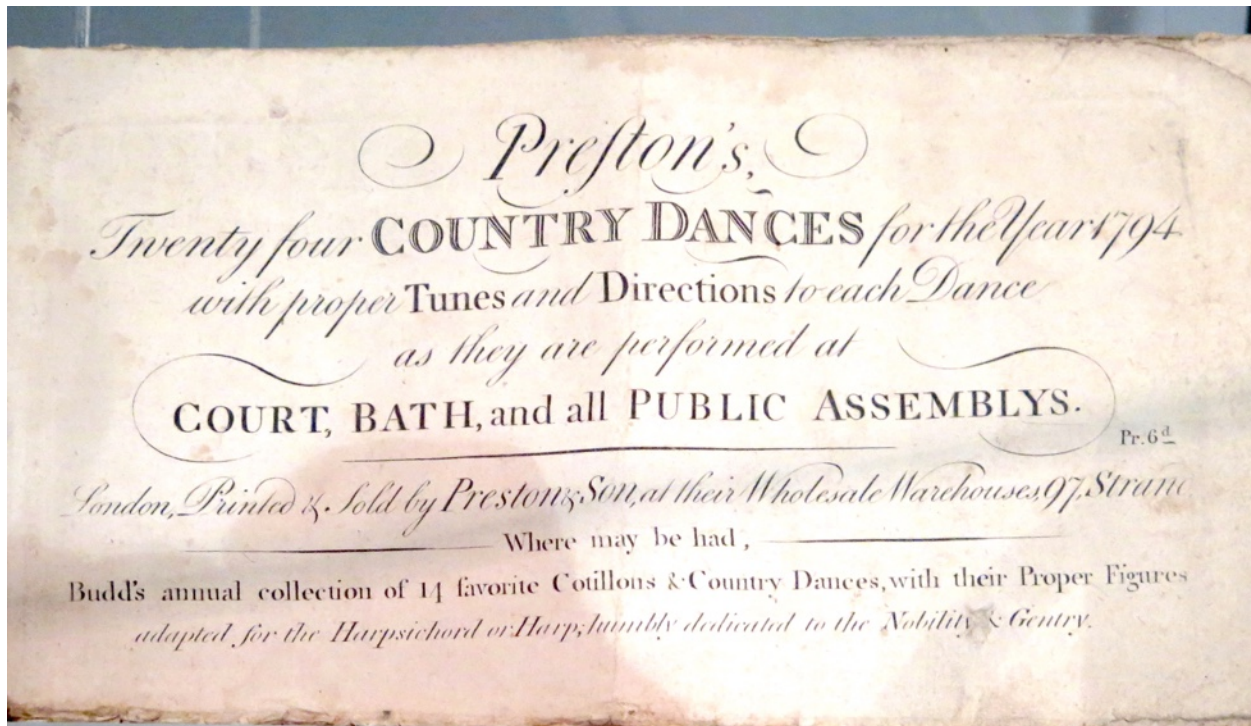 Preſton's,
Twenty four COUNTRY DANCES for the Year 1794
with proper Tunes and Directions to each Dance
as they are performed at
COURT, BATH, and all PUBLIC ASSEMBLYS.
Pr. 6d
London, Printed & Sold by Preston & Son, at their Wholesale Warehouses, 97, Strand
Where may be had,
Budd's annual collection of 14 favorite Cotillons & Country Dances, with their Proper Figures
adapted for the Harpsichord or Harp; humbly dedicated to the Nobility & Gentry.